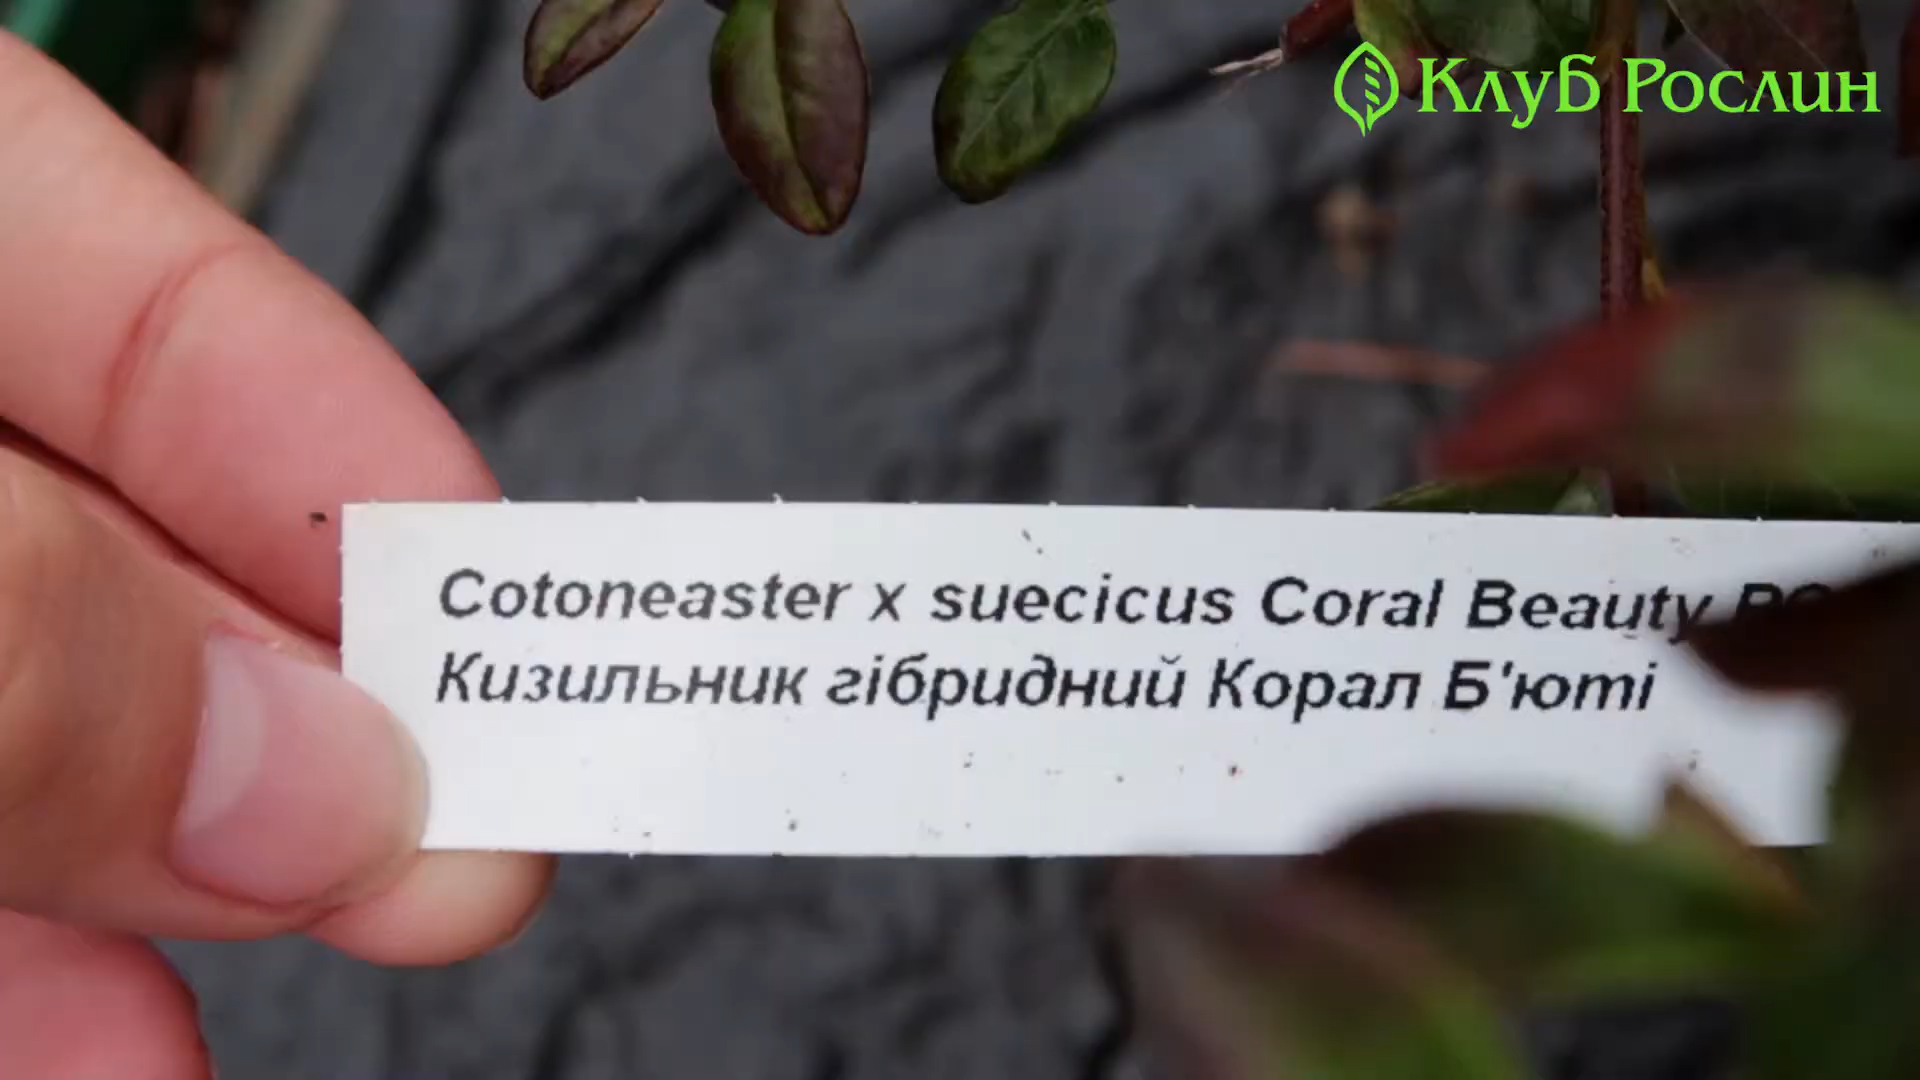 Клуб Рослин
Cotoneaster x suecicus Coral Beauty
Кизильник гібридний Корал Б'юті